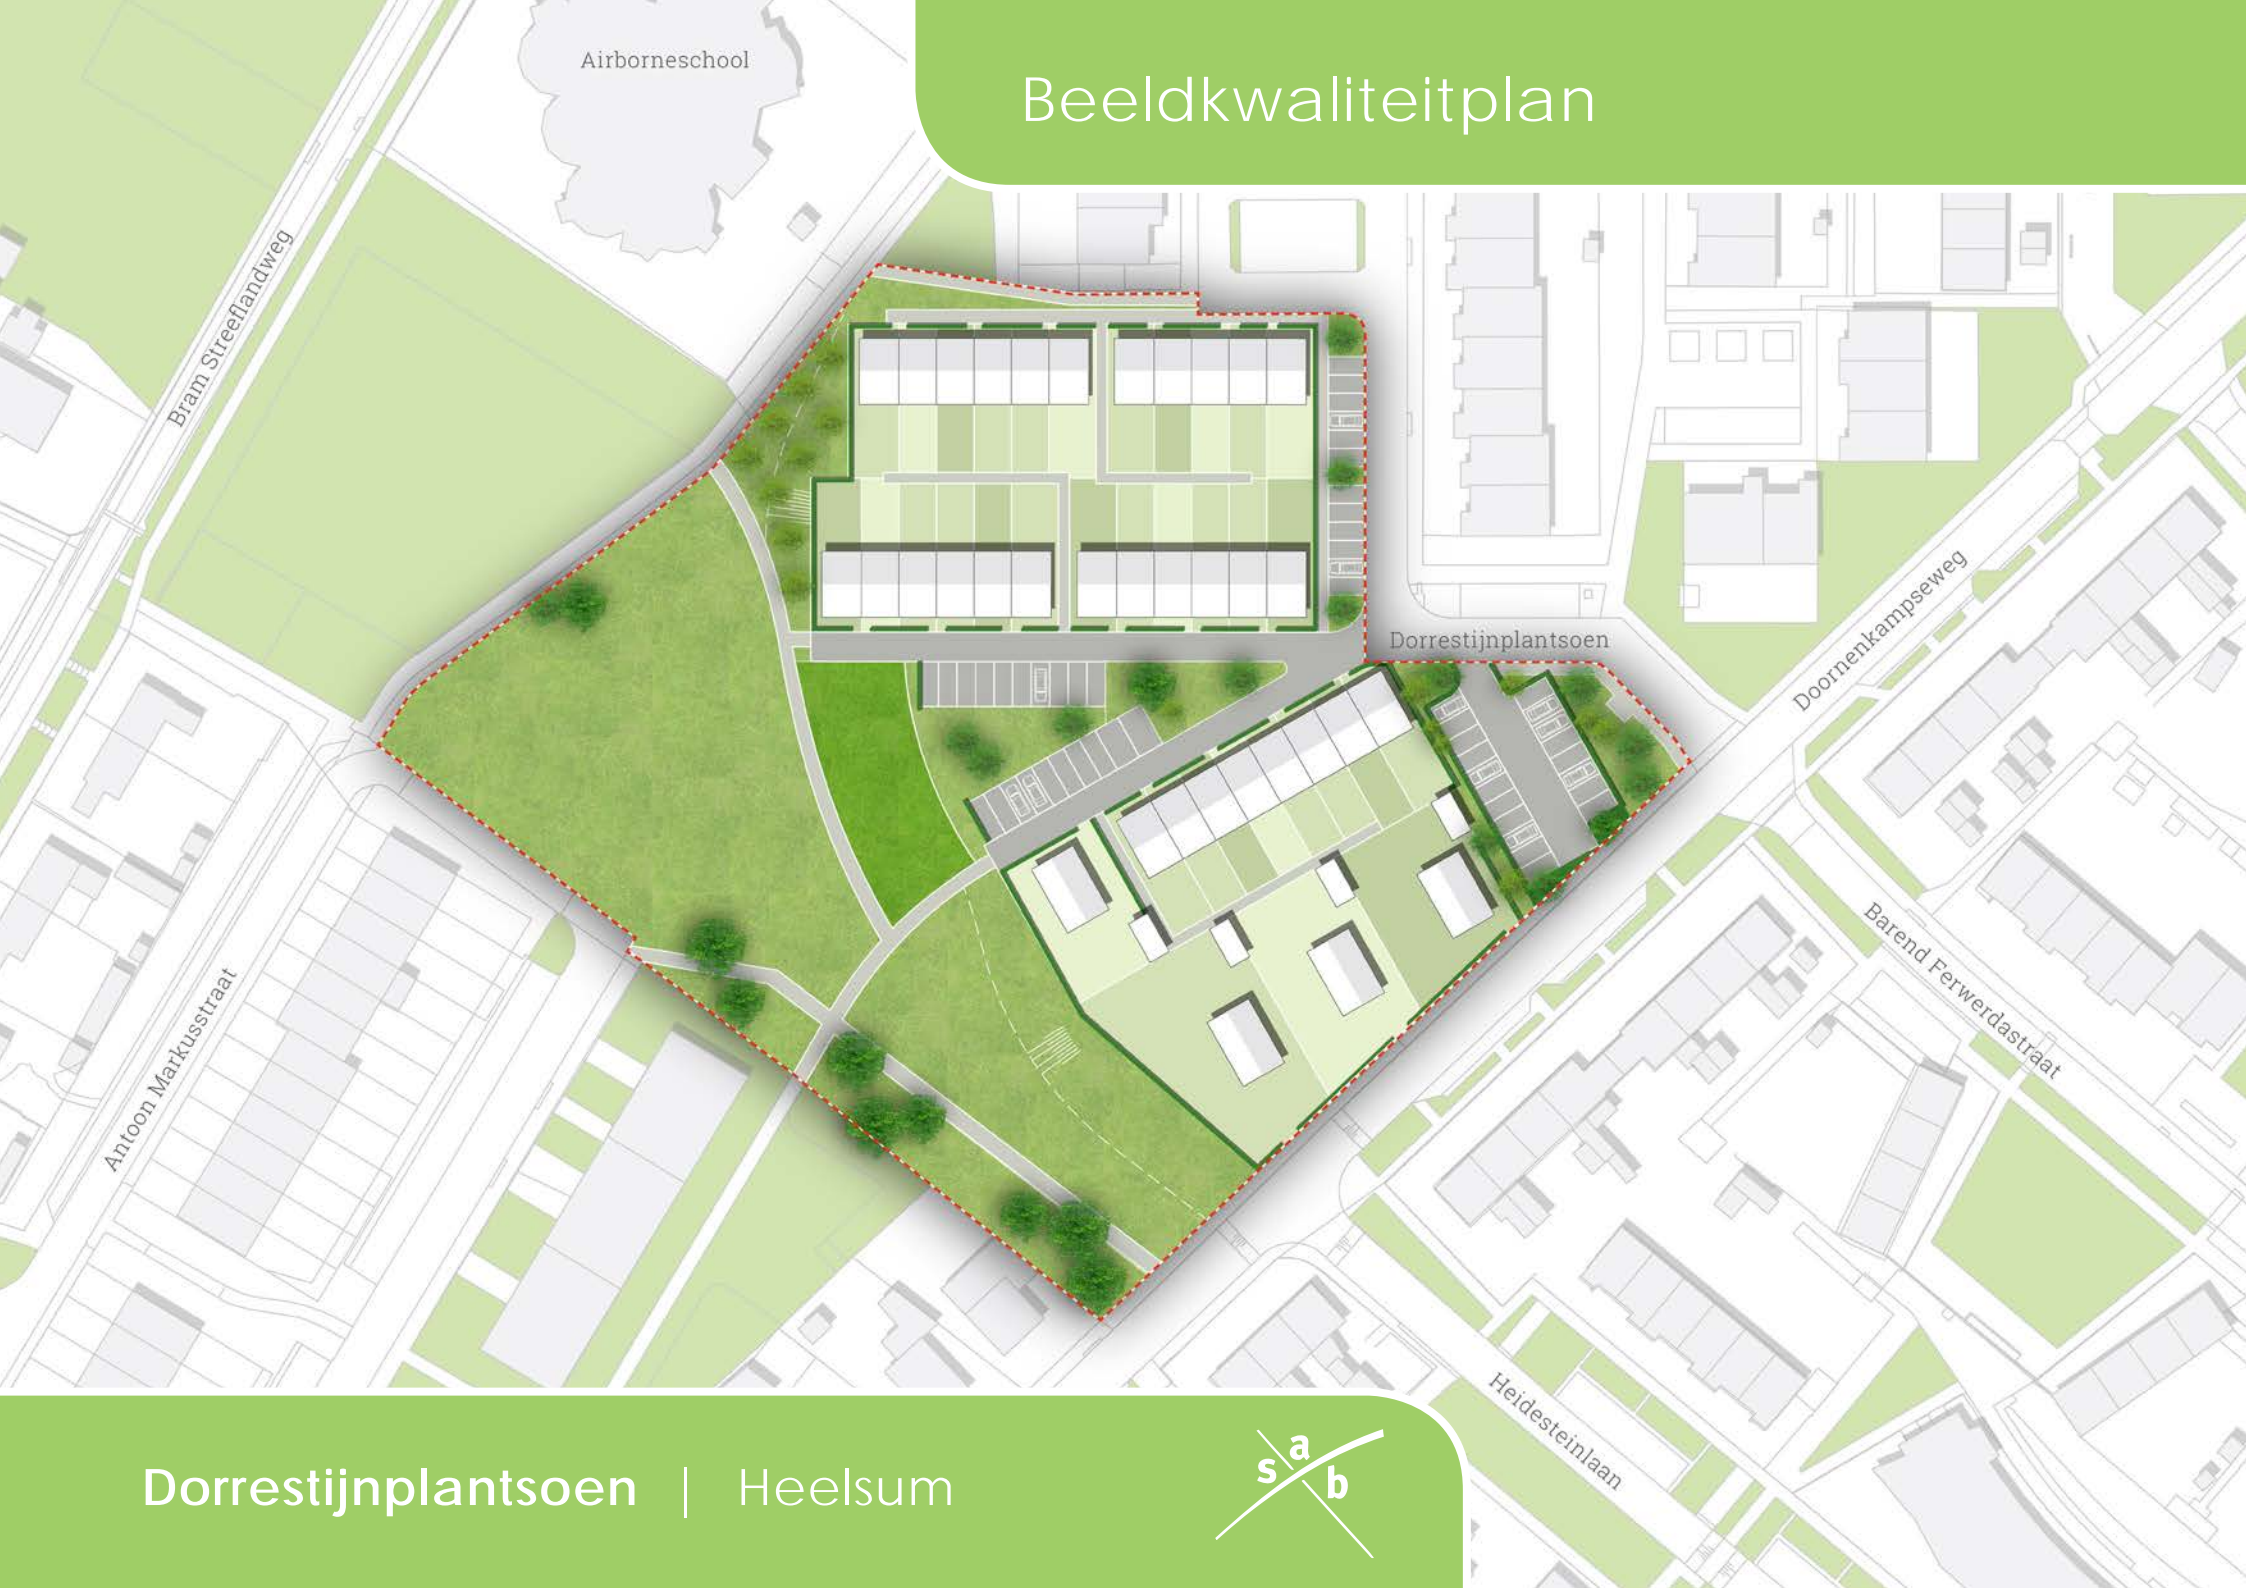 Airborneschool
Beeldkwaliteitplan
Bram Streeflandweg
Dorrestijnplantsoen
Doornenkampseweg
Barend Ferwerdastraat
Antoon Markusstraat
Heidesteinlaan
Dorrestijnplantsoen | Heelsum
s a b